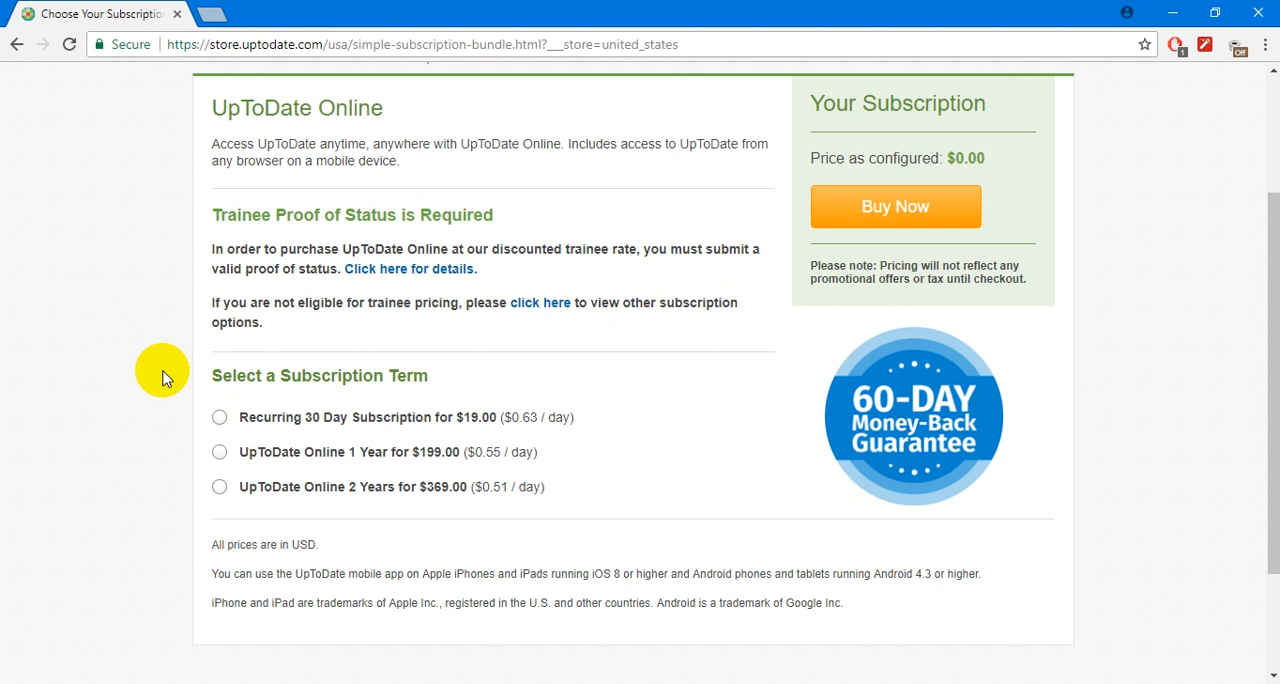 Choose Your Subscriptio
Secure
https://store.uptodate.com/usa/simple-subscription-bundle.html?___store=united_states
1
Off
UpToDate Online
Access UpToDate anytime, anywhere with UpToDate Online. Includes access to UpToDate from
any browser on a mobile device.
Trainee Proof of Status is Required
In order to purchase UpToDate Online at our discounted trainee rate, you must submit a
valid proof of status. Click here for details.
If you are not eligible for trainee pricing, please click here to view other subscription
options.
Select a Subscription Term
Recurring 30 Day Subscription for $19.00 ($0.63 / day)
UpToDate Online 1 Year for $199.00 ($0.55 / day)
UpToDate Online 2 Years for $369.00 ($0.51 / day)
Your Subscription
Price as configured: $0.00
Buy Now
Please note: Pricing will not reflect any
promotional offers or tax until checkout.
60-DAY
Money-Back
Guarantee
All prices are in USD.
You can use the UpToDate mobile app on Apple iPhones and iPads running iOS 8 or higher and Android phones and tablets running Android 4.3 or higher.
iPhone and iPad are trademarks of Apple Inc., registered in the U.S. and other countries. Android is a trademark of Google Inc.